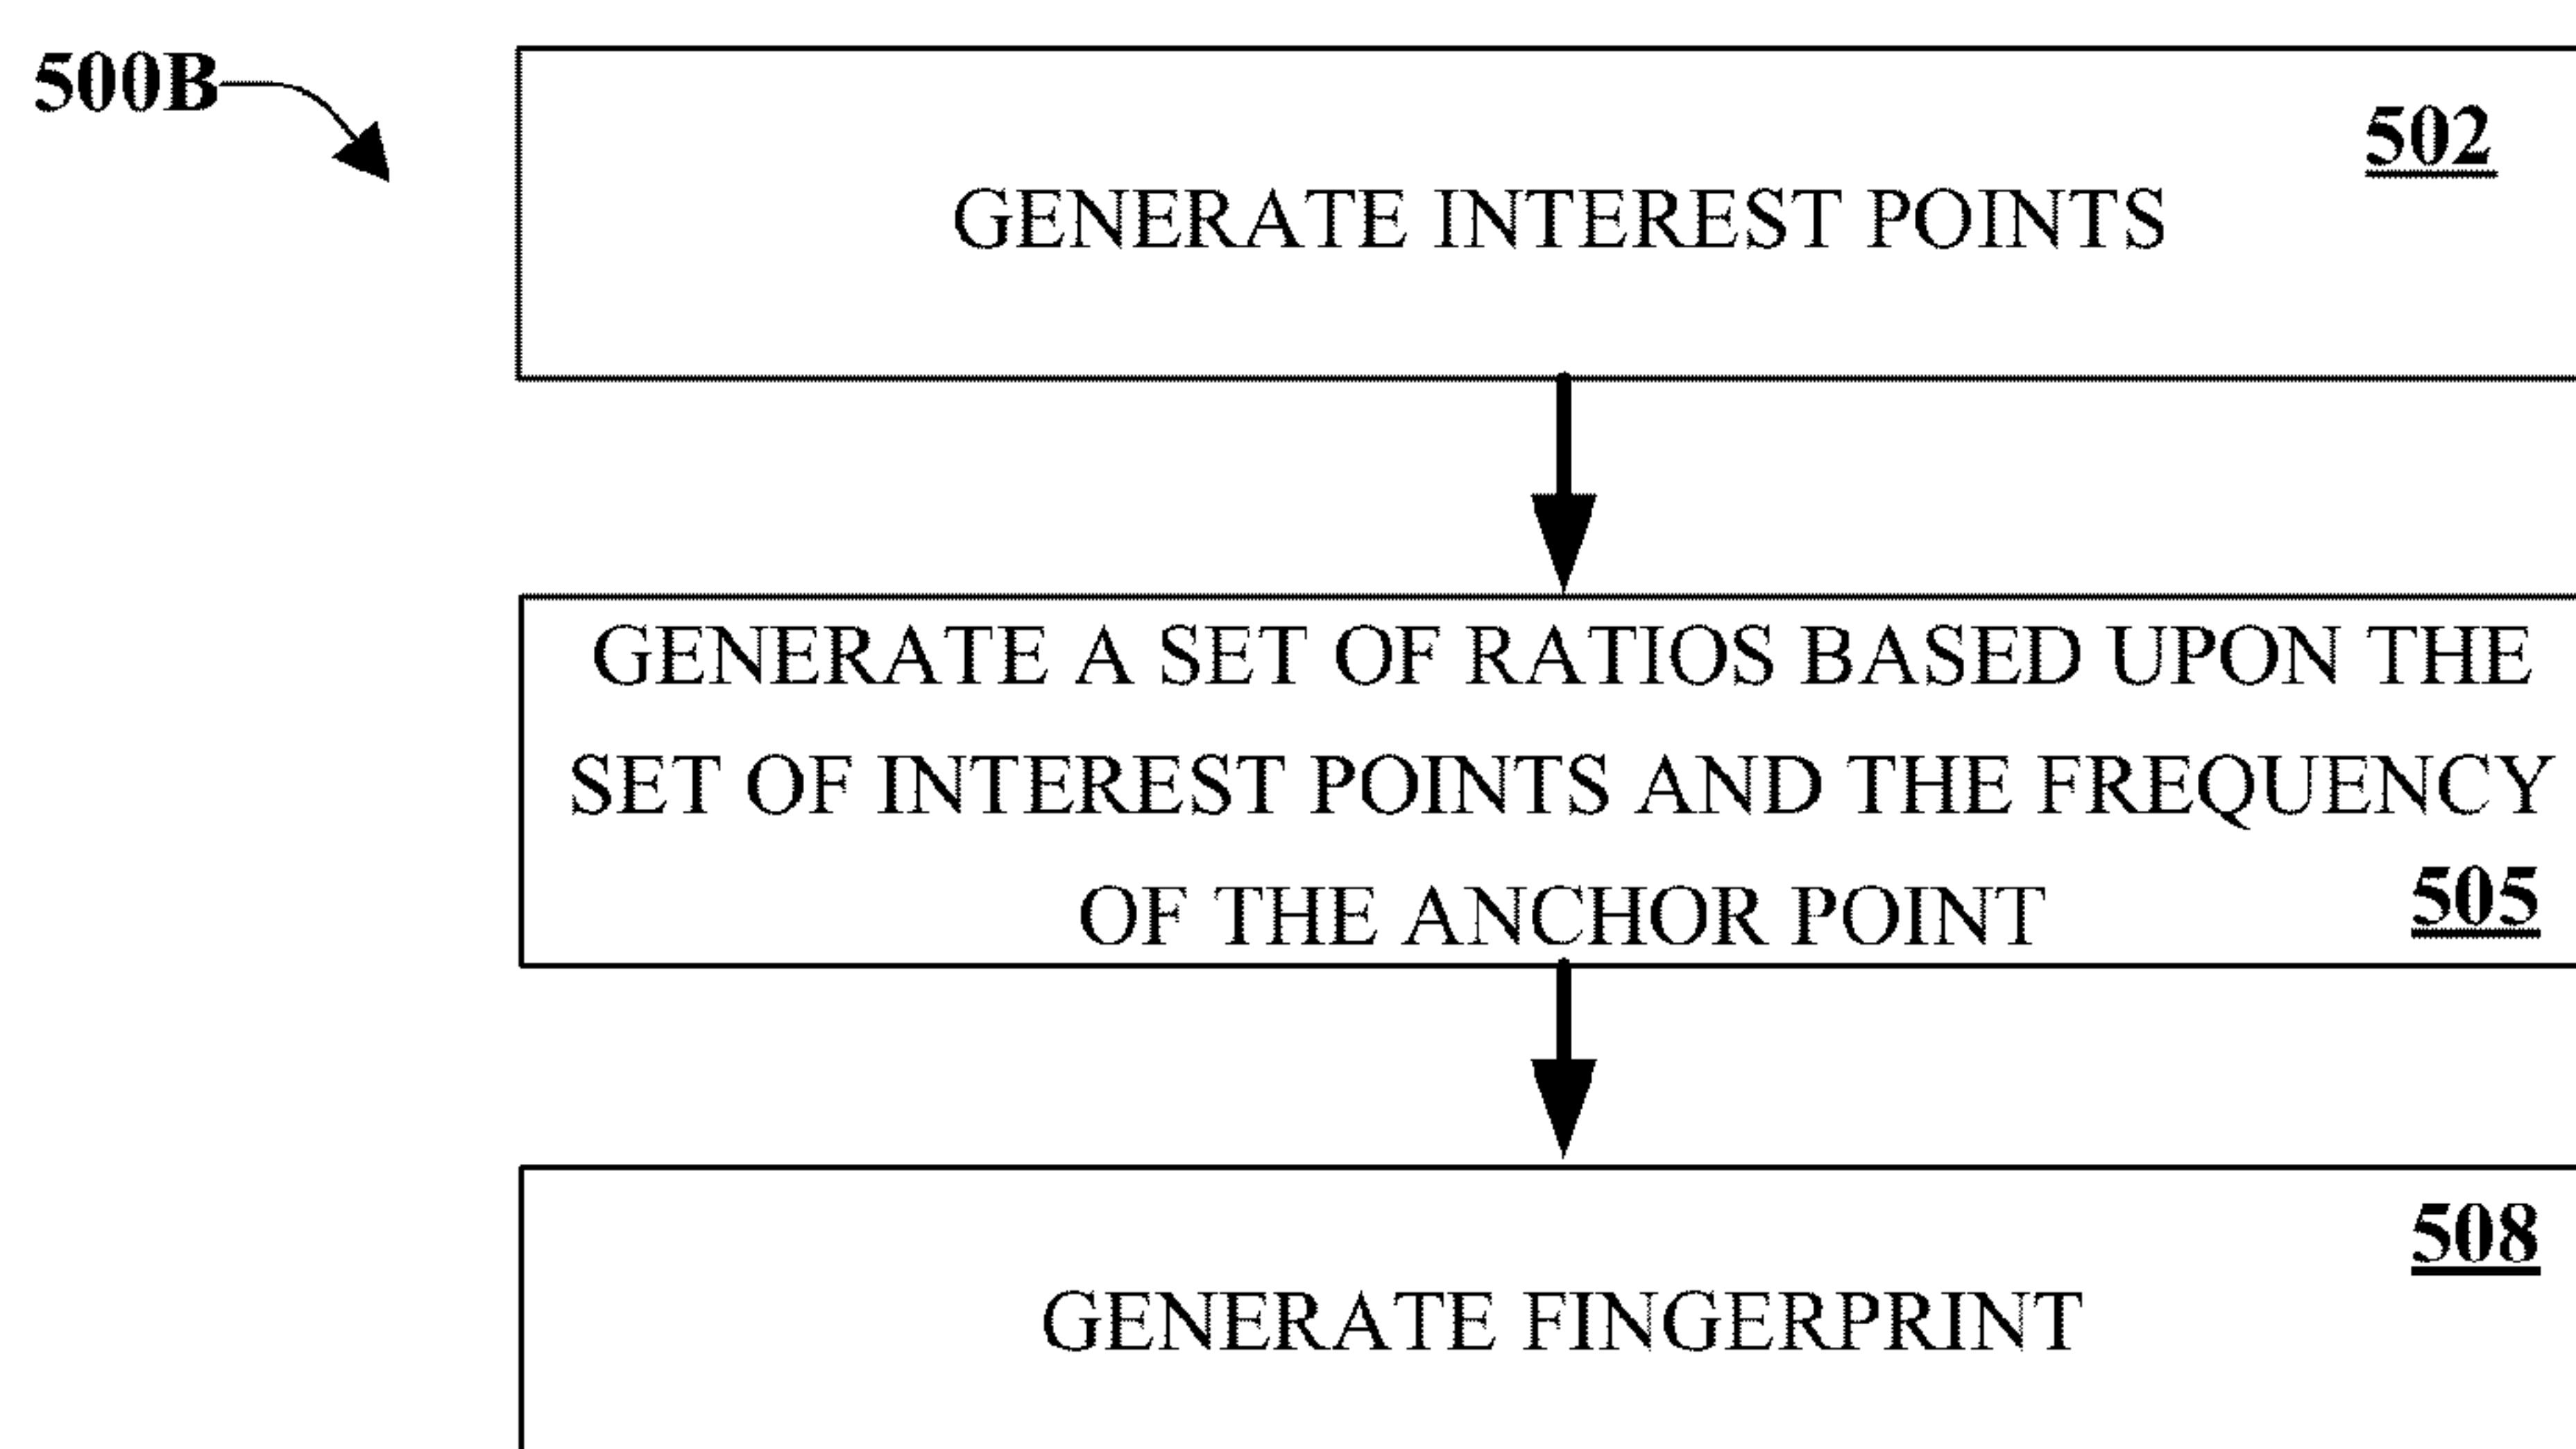 500B
502
GENERATE INTEREST POINTS
GENERATE A SET OF RATIOS BASED UPON THE
SET OF INTEREST POINTS AND THE FREQUENCY
OF THE ANCHOR POINT
505
508
GENERATE FINGERPRINT